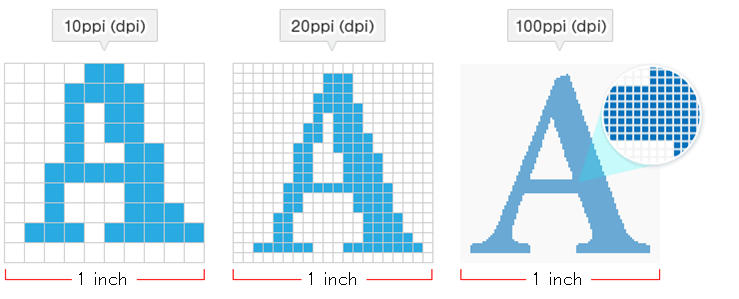 10ppi (dpi)
20ppi (dpi)
100ppi (dpi)
A
A
A
1 inch
1 inch
1 inch